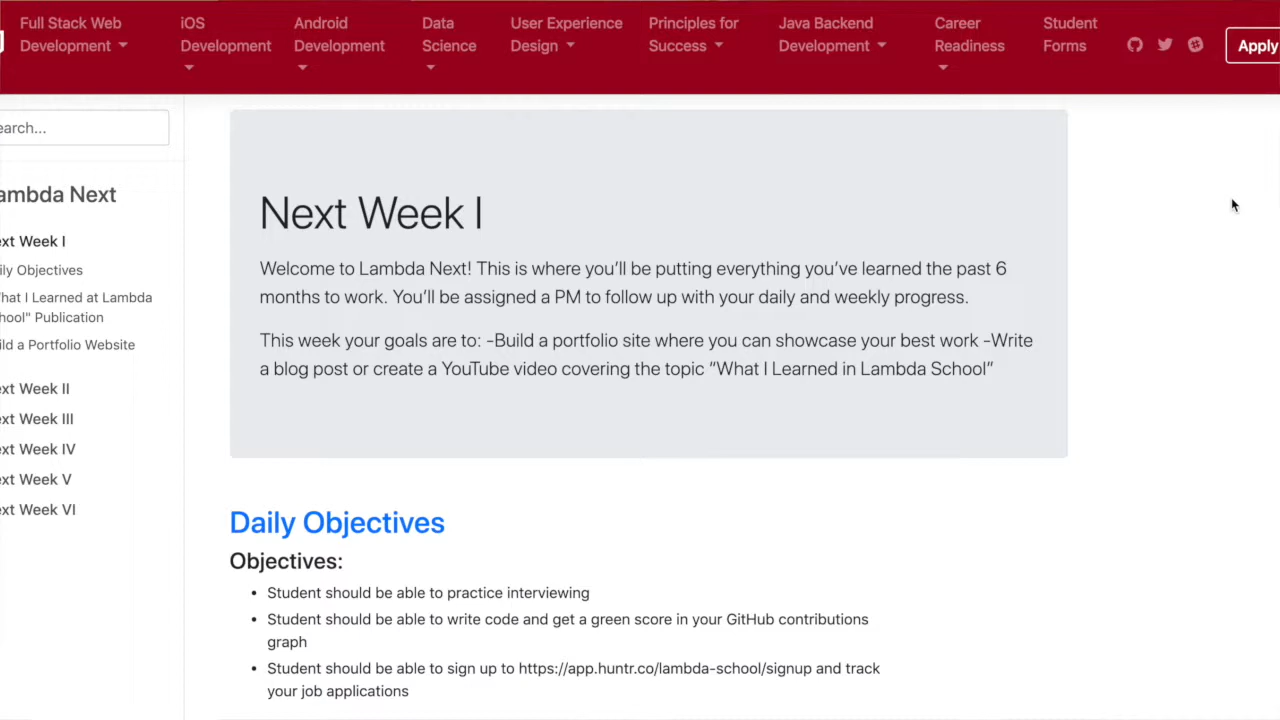 Full Stack Web
Development
iOS
Development
Android
Development
Data
Science
User Experience
Design
Principles for
Success
Java Backend
Development
Career
Readiness
Student
Forms
Apply
earch...
ambda Next
ext Week I
ily Objectives
hat I Learned at Lambda
hool" Publication
ild a Portfolio Website
ext Week II
ext Week III
ext Week IV
ext Week V
ext Week VI
Next Week I
Welcome to Lambda Next! This is where you’ll be putting everything you’ve learned the past 6
months to work. You’ll be assigned a PM to follow up with your daily and weekly progress.
This week your goals are to: -Build a portfolio site where you can showcase your best work -Write
a blog post or create a YouTube video covering the topic “What I Learned in Lambda School”
Daily Objectives
Objectives:
• Student should be able to practice interviewing
• Student should be able to write code and get a green score in your GitHub contributions
graph
• Student should be able to sign up to https://app.huntr.co/lambda-school/signup and track
your job applications